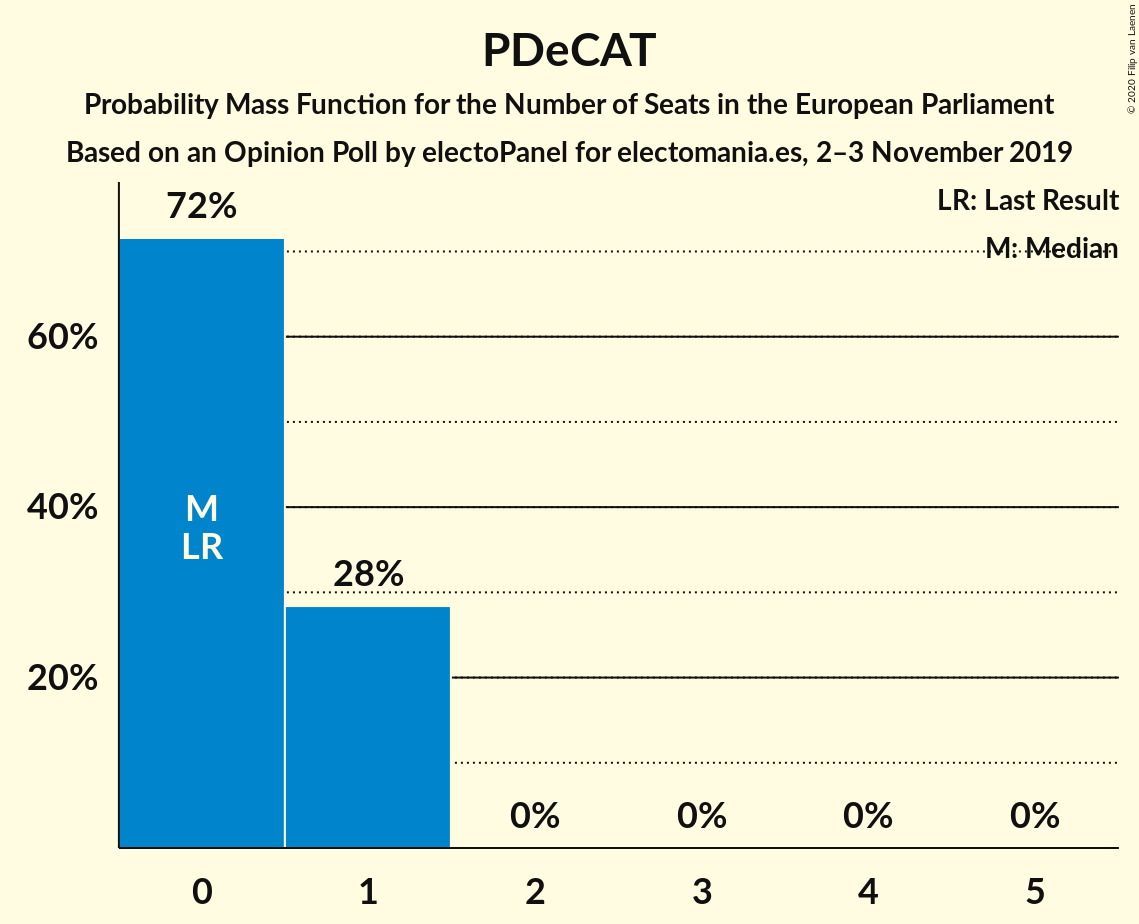 PDeCAT
Probability Mass Function for the Number of Seats in the European Parliament
Based on an Opinion Poll by electoPanel for electomania.es, 2–3 November 2019
© 2020 Filip van Laenen
LR: Last Result
M: Median
72%
60%
40%
20%
M
LR
28%
0% 0% 0% 0%
0 1 2 3 4 5